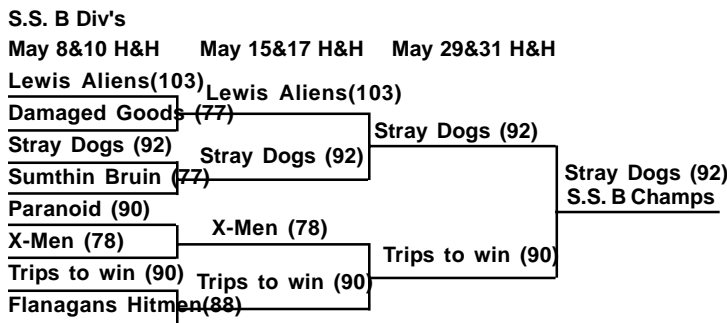 S.S. B Div's
May 8&10 H&H May 15&17 H&H May 29&31 H&H
Lewis Aliens(103)
Lewis Aliens(103)
Damaged Goods (77)
Stray Dogs (92)
Stray Dogs (92)
Stray Dogs (92)
Sumthin Bruin (77)
Stray Dogs (92)
S.S. B Champs
Paranoid (90)
X-Men (78)
X-Men (78)
Trips to win (90)
Trips to win (90)
Trips to win (90)
Flanagans Hitmen(88)